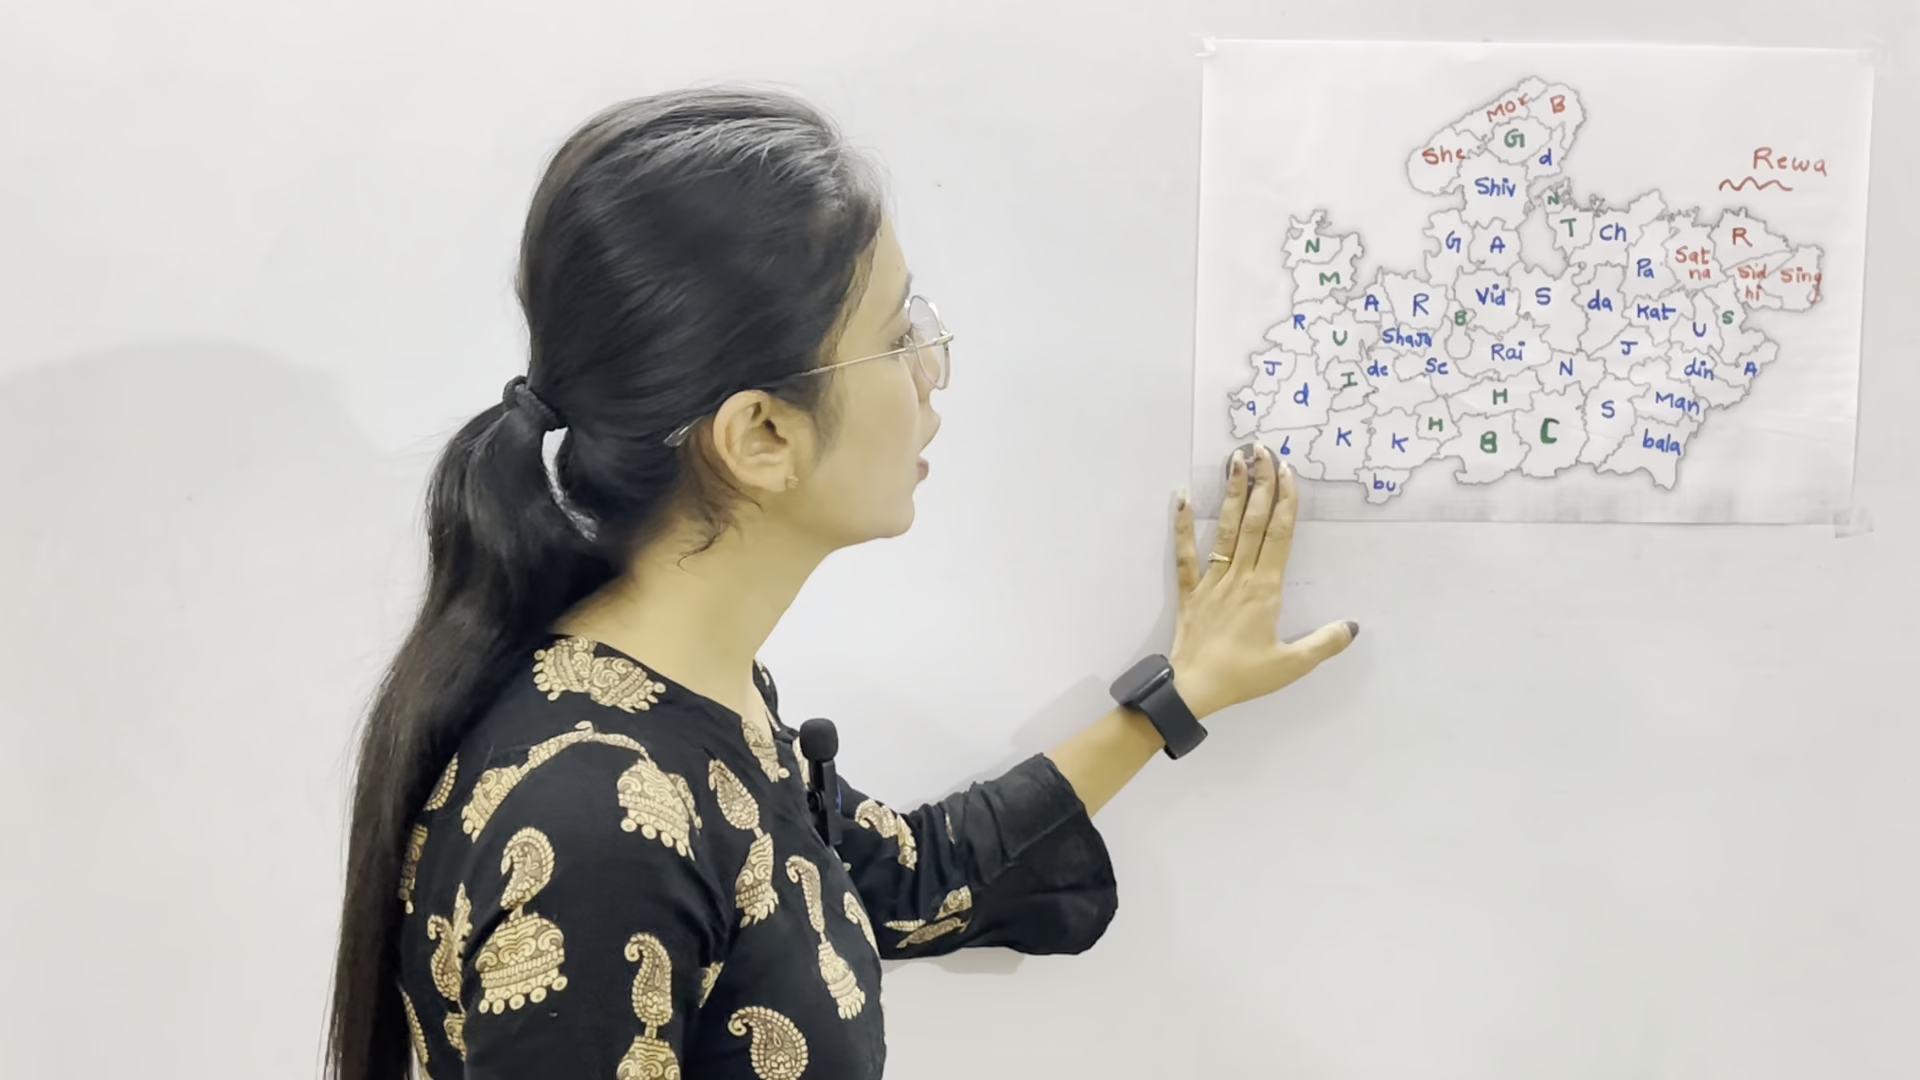 Mor B
G
She d
Shiv
Rewa
N
T Ch
R
N
G A
Sat
na
M
Pa
Sid
hi
Sing
A R
Vid S
da
Kat
R
B
U
S
U
Shaja
Rai
J
J
de
Se
N
din A
I
d
H
S
Man
a
K K
H
B
C
bala
b
bu